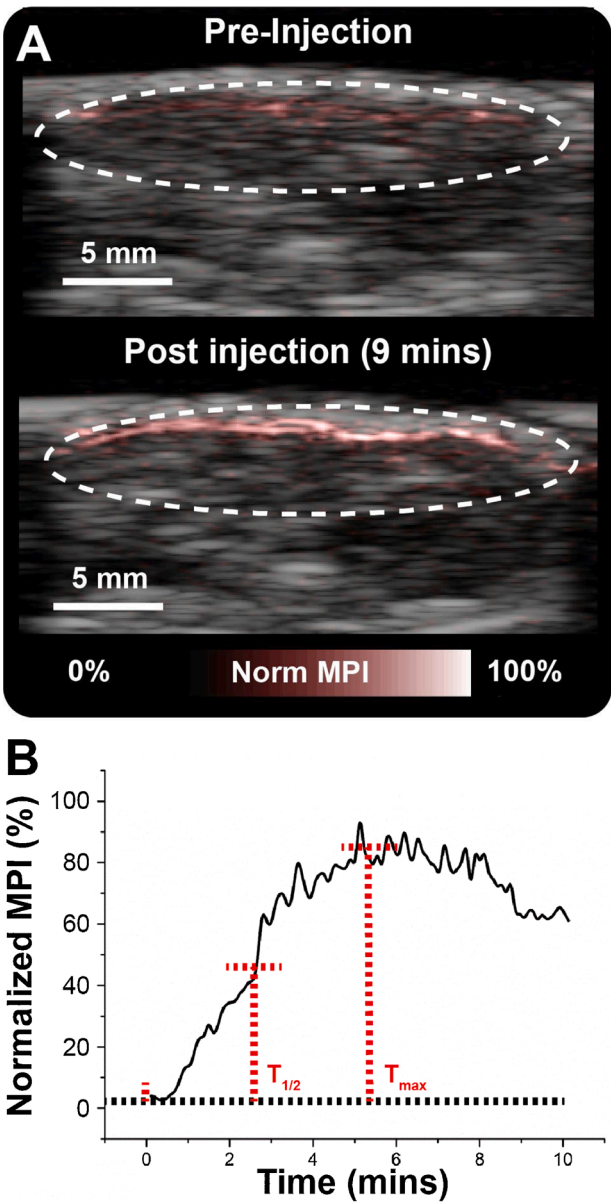 A
Pre-Injection
5 mm
Post injection (9 mins)
5 mm
0% Norm MPI 100%
B
Normalized MPI (%)
100
80
60
40
20
0
T1/2
Tmax
0 2 4 6 8 10
Time (mins)